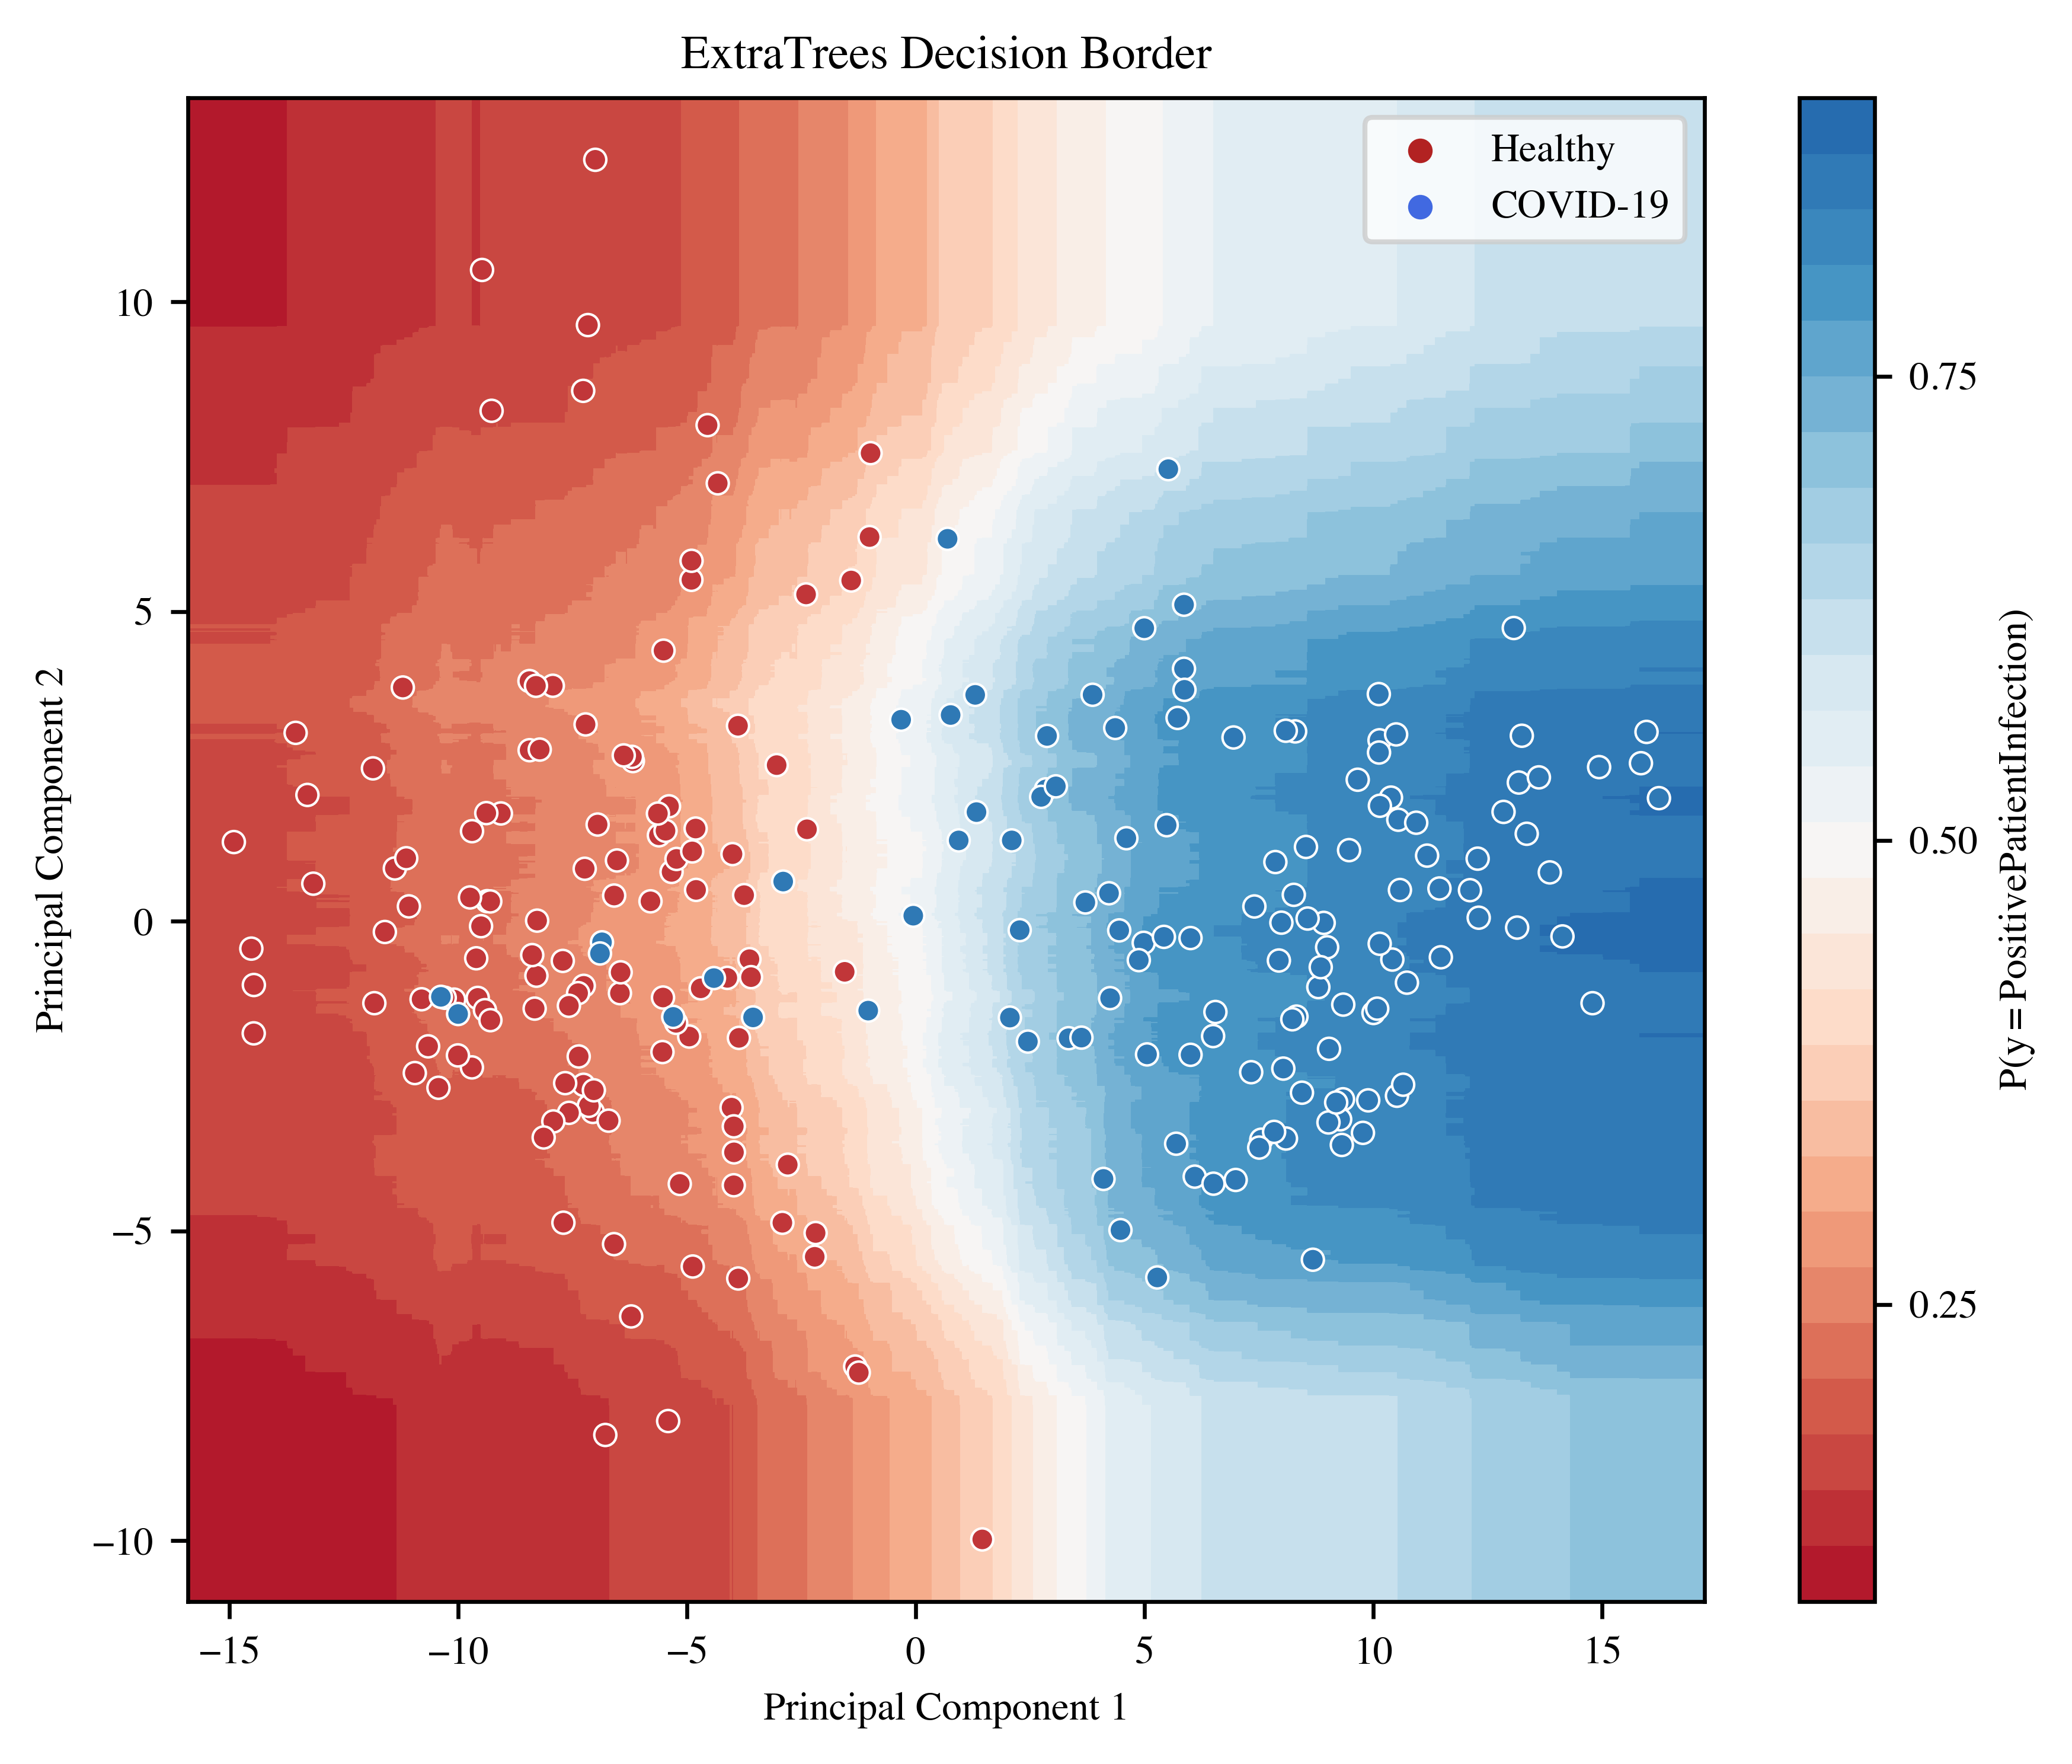 ExtraTrees Decision Border
Healthy
COVID-19
10
5
0
−5
−10
Principal Component 2
−15
−10
−5
0
5
10
15
Principal Component 1
0.75
0.50
0.25
P(y = PositivePatientInfection)